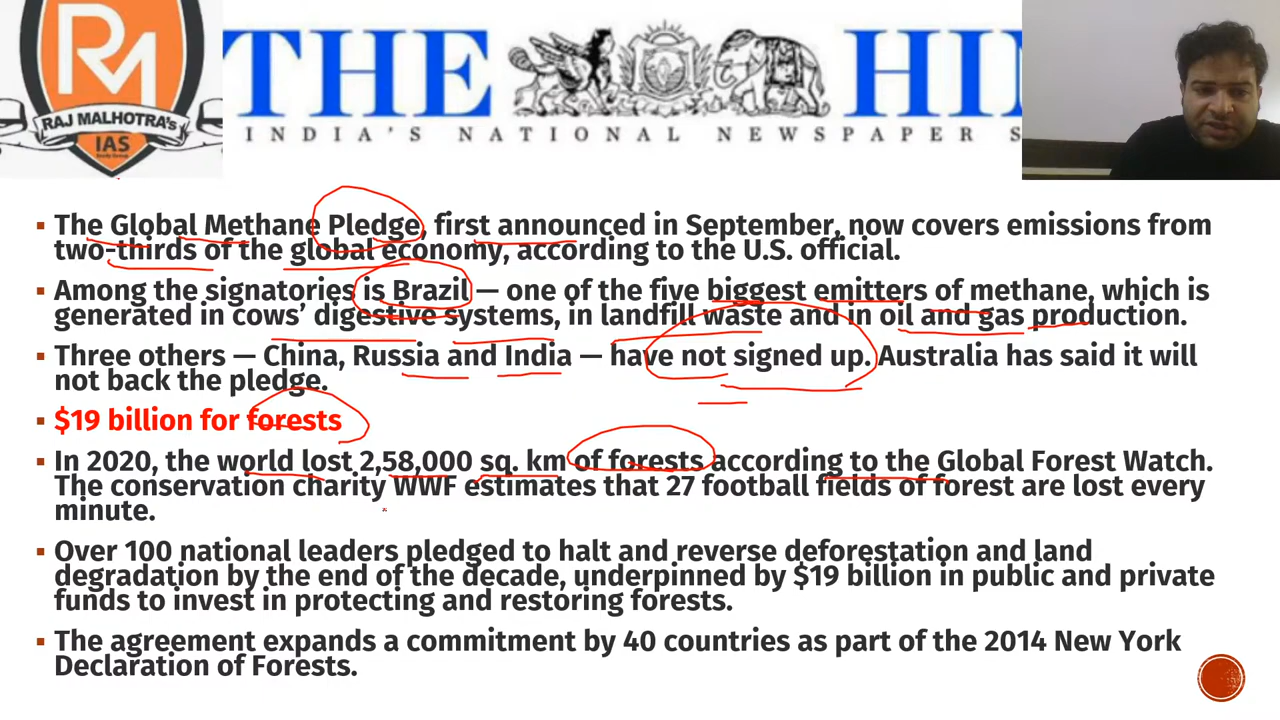 RM
RAJ MALHOTRA's
IAS
THE HI
INDIA'S NATIONAL NEWSPAPER S
▪ The Global Methane Pledge, first announced in September, now covers emissions from
two-thirds of the global economy, according to the U.S. official.
▪ Among the signatories is Brazil — one of the five biggest emitters of methane, which is
generated in cows’ digestive systems, in landfill waste and in oil and gas production.
▪ Three others — China, Russia and India — have not signed up. Australia has said it will
not back the pledge.
▪ $19 billion for forests
▪ In 2020, the world lost 2,58,000 sq. km of forests according to the Global Forest Watch.
The conservation charity WWF estimates that 27 football fields of forest are lost every
minute.
▪ Over 100 national leaders pledged to halt and reverse deforestation and land
degradation by the end of the decade, underpinned by $19 billion in public and private
funds to invest in protecting and restoring forests.
▪ The agreement expands a commitment by 40 countries as part of the 2014 New York
Declaration of Forests.